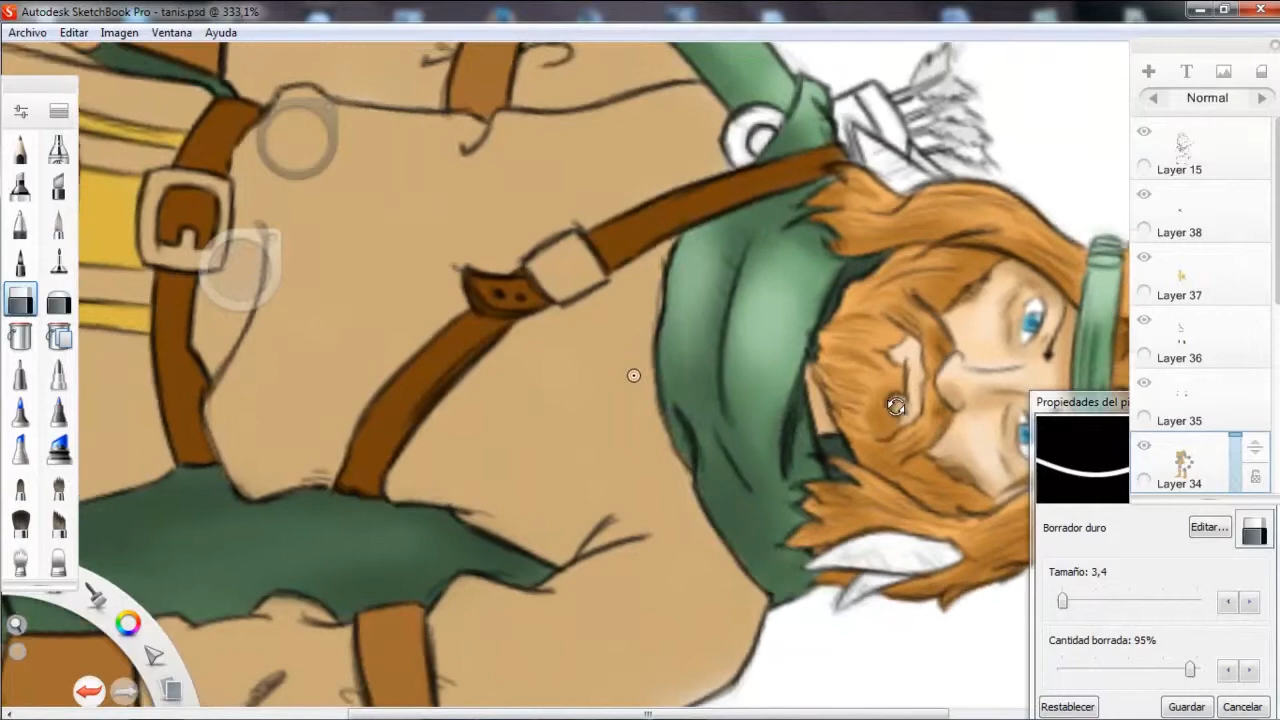 Autodesk SketchBook Pro - tanis.psd @ 333,1%
Archivo Editar Imagen Ventana Ayuda
Normal
Layer 15
Layer 38
Layer 37
Layer 36
Layer 35
Layer 34
Propiedades del pi
Borrador duro
Editar...
Tamaño: 3,4
Cantidad borrada: 95%
Restablecer Guardar Cancelar